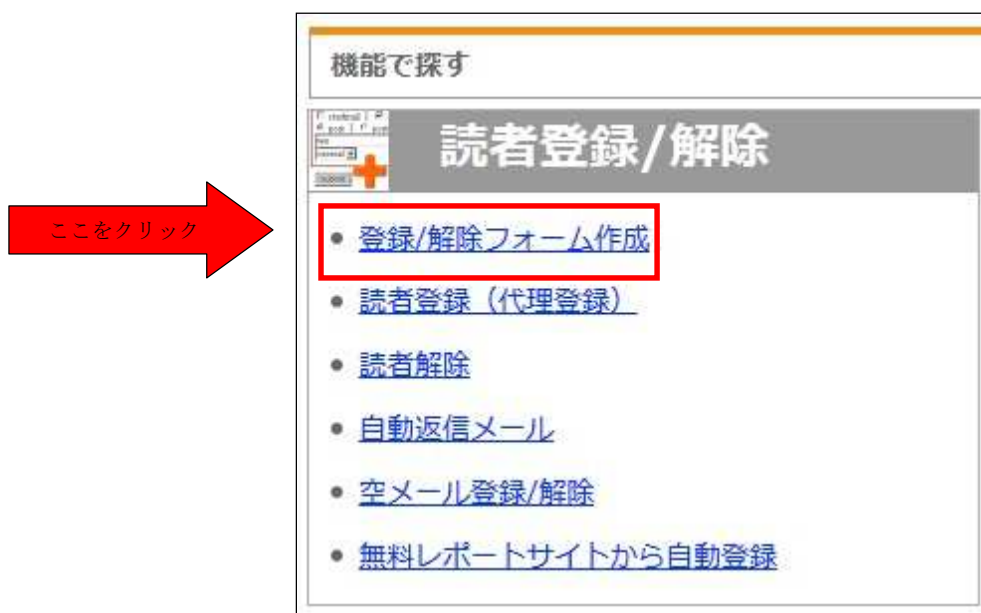 機能で探す
読者登録/解除
ここをクリック
登録/解除フォーム作成
読者登録（代理登録）
読者解除
自動返信メール
空メール登録/解除
無料レポートサイトから自動登録